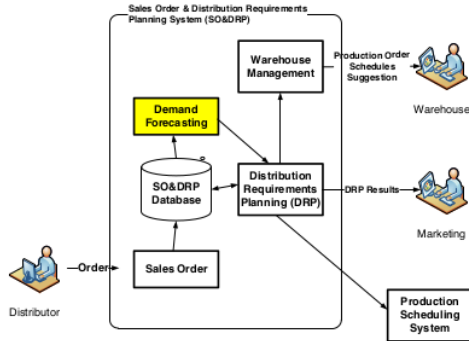 Sales Order & Distribution Requirements
Planning System (SO&DRP)
Warehouse
Management
Production Order
Schedules
Suggestion
Warehouse
Demand
Forecasting
SO&DRP
Database
Distribution
Requirements
Planning (DRP)
DRP Results
Marketing
Order
Sales Order
Distributor
Production
Scheduling
System